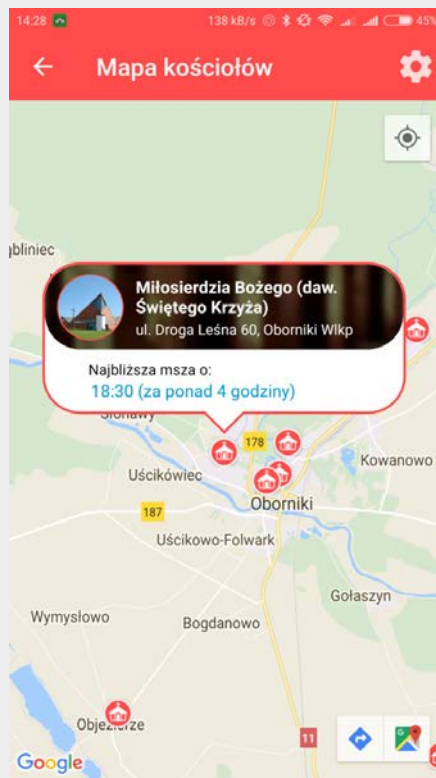 14:28 138 kB/s 45%
Mapa kościołów
Miłosierdzia Bożego (daw.
Świętego Krzyża)
ul. Droga Leśna 60, Oborniki Wlkp
Najbliższa msza o:
18:30 (za ponad 4 godziny)
178
Uścikówiec
Kowanowo
Oborniki
187
Uścikowo-Folwark
Gołaszyn
Wymysłowo
Bogdanowo
Objezierze
11
Google